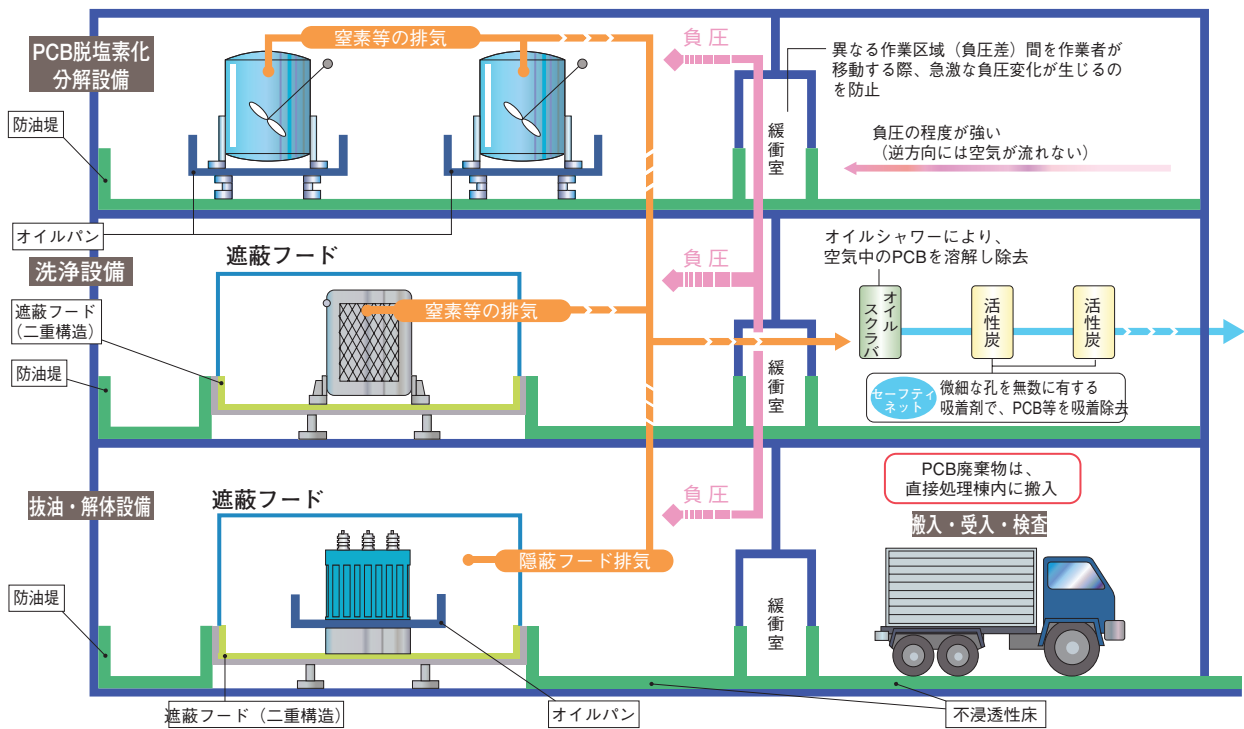 PCB脱塩素化
分解設備
窒素等の排気
負圧
異なる作業区域（負圧差）間を作業者が
移動する際、急激な負圧変化が生じるの
を防止
防油堤
緩衝室
負圧の程度が強い
（逆方向には空気が流れない）
オイルパン
洗浄設備
遮蔽フード
負圧
オイルシャワーにより、
空気中のPCBを溶解し除去
遮蔽フード
（二重構造）
窒素等の排気
オイル
スクラバ
活性炭
活性炭
防油堤
緩衝室
セーフティ
ネット
微細な孔を無数に有する
吸着剤で、PCB等を吸着除去
抜油・解体設備
遮蔽フード
負圧
PCB廃棄物は、
直接処理棟内に搬入
搬入・受入・検査
隠蔽フード排気
防油堤
緩衝室
遮蔽フード（二重構造）
オイルパン
不浸透性床